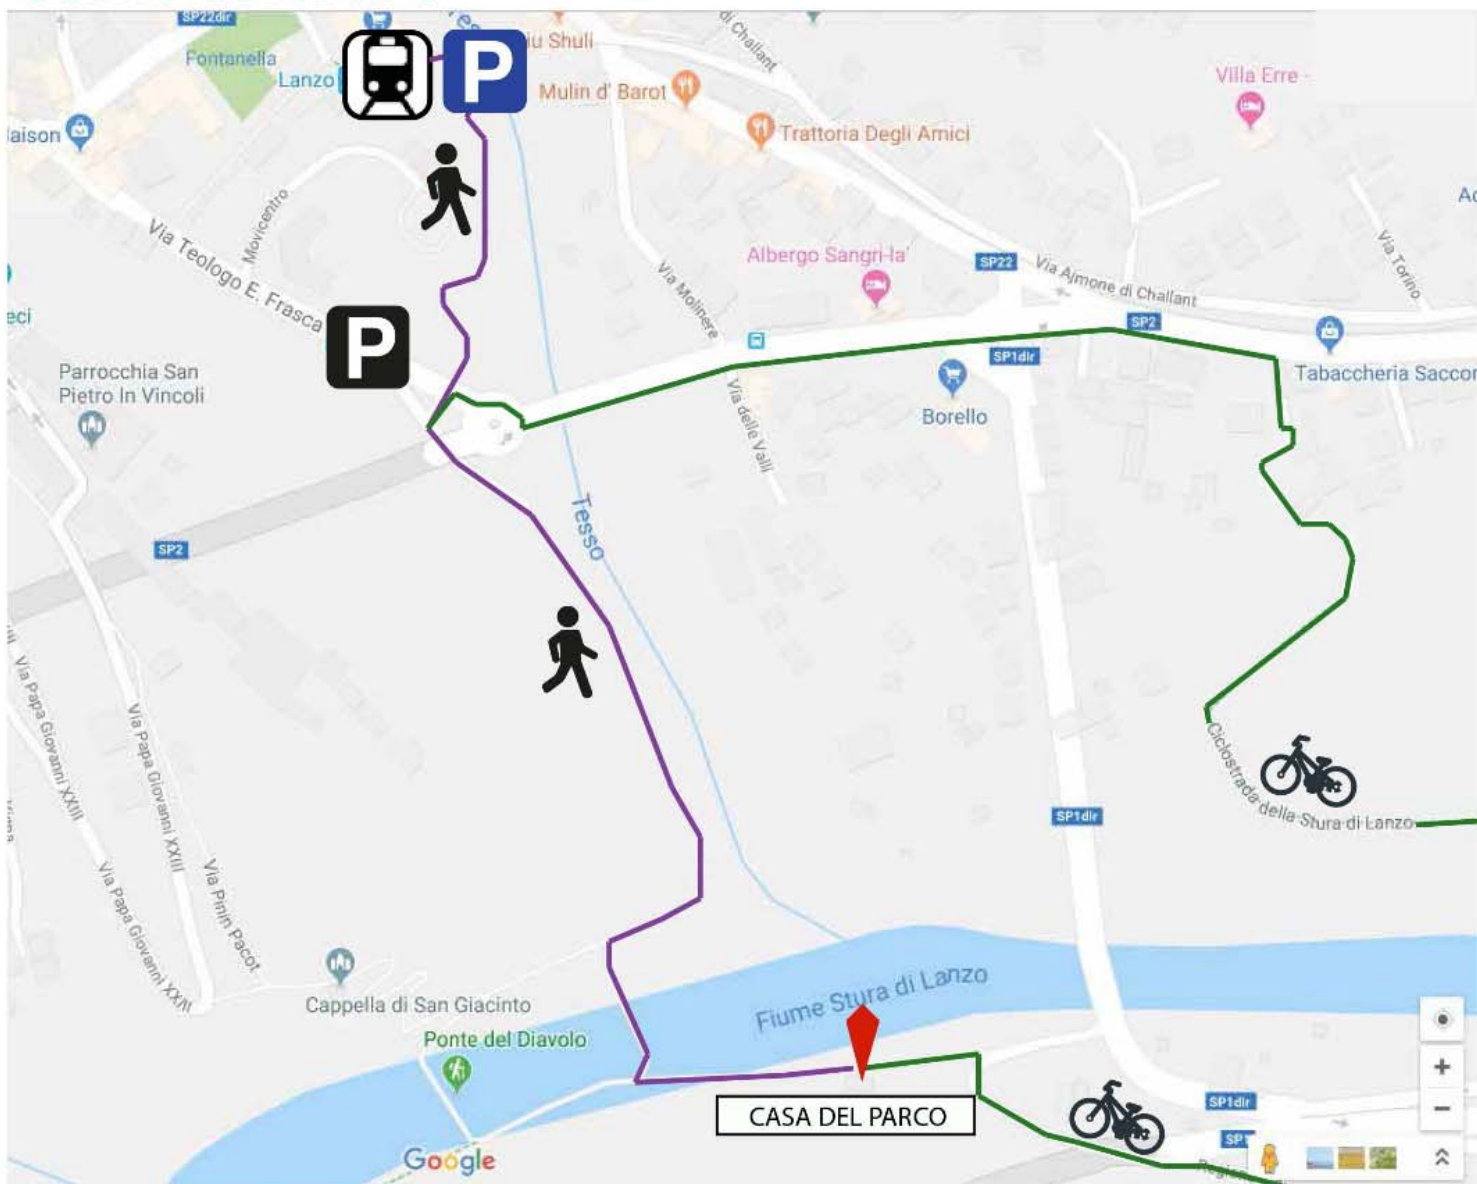 SP22dir
di Challant
Fontanella
Lanzo
P
iu Shuli
Mulin d' Barot
Villa Erre -
aison
Trattoria Degli Amici
Movicentro
Via Teologo E. Frasca
Albergo Sangri-la'
Via Molinere
SP22
Via Ajmone di Challant
Via Torino
eci
P
SP2
SP1dir
Parrocchia San
Pietro In Vincoli
Tabaccheria Saccon
Borello
Via delle Valli
Tesso
SP2
Via Papa Giovanni XXIII
Via Papa Giovanni XXIII
Ciclostrada della Stura di Lanzo
SP1dir
Via Papa Giovanni XXIII
Via Pinin Pacot
Cappella di San Giacinto
Fiume Stura di Lanzo
Ponte del Diavolo
CASA DEL PARCO
SP1dir
SP1
Google